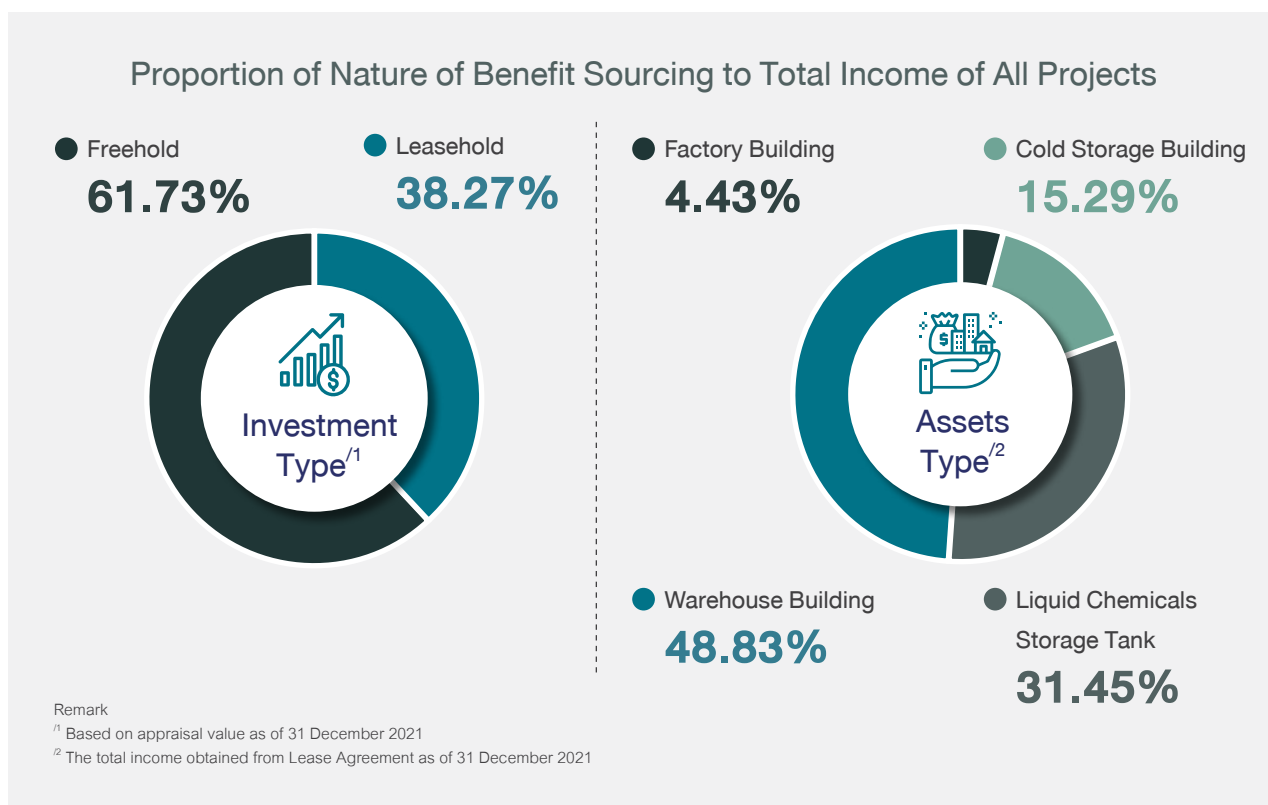 Proportion of Nature of Benefit Sourcing to Total Income of All Projects
Freehold
61.73%
Leasehold
38.27%
Investment
Type/1
Factory Building
4.43%
Cold Storage Building
15.29%
$
$
Assets
Type/2
Warehouse Building
48.83%
Liquid Chemicals
Storage Tank
31.45%
Remark
/1 Based on appraisal value as of 31 December 2021
/2 The total income obtained from Lease Agreement as of 31 December 2021